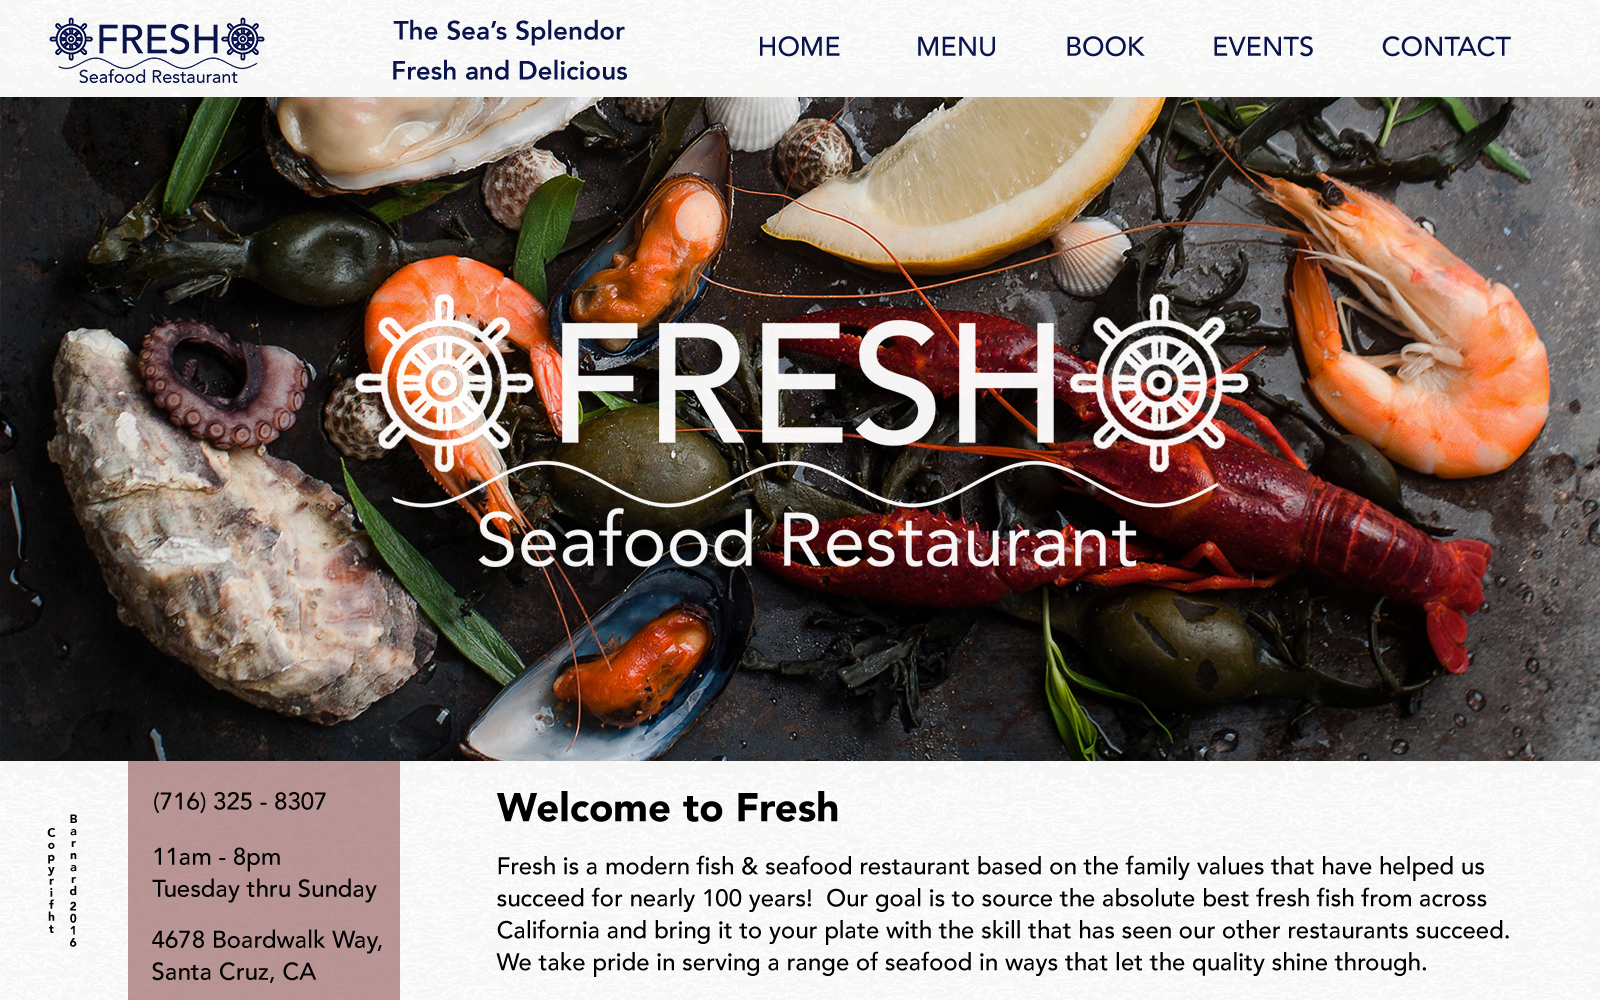 FRESH
Seafood Restaurant
The Sea’s Splendor
Fresh and Delicious
HOME
MENU
BOOK
EVENTS
CONTACT
FRESH
Seafood Restaurant
Copyrifht
Barnard 2016
(716) 325 - 8307
11am - 8pm
Tuesday thru Sunday
4678 Boardwalk Way,
Santa Cruz, CA
Welcome to Fresh
Fresh is a modern fish & seafood restaurant based on the family values that have helped us
succeed for nearly 100 years!  Our goal is to source the absolute best fresh fish from across
California and bring it to your plate with the skill that has seen our other restaurants succeed.
We take pride in serving a range of seafood in ways that let the quality shine through.